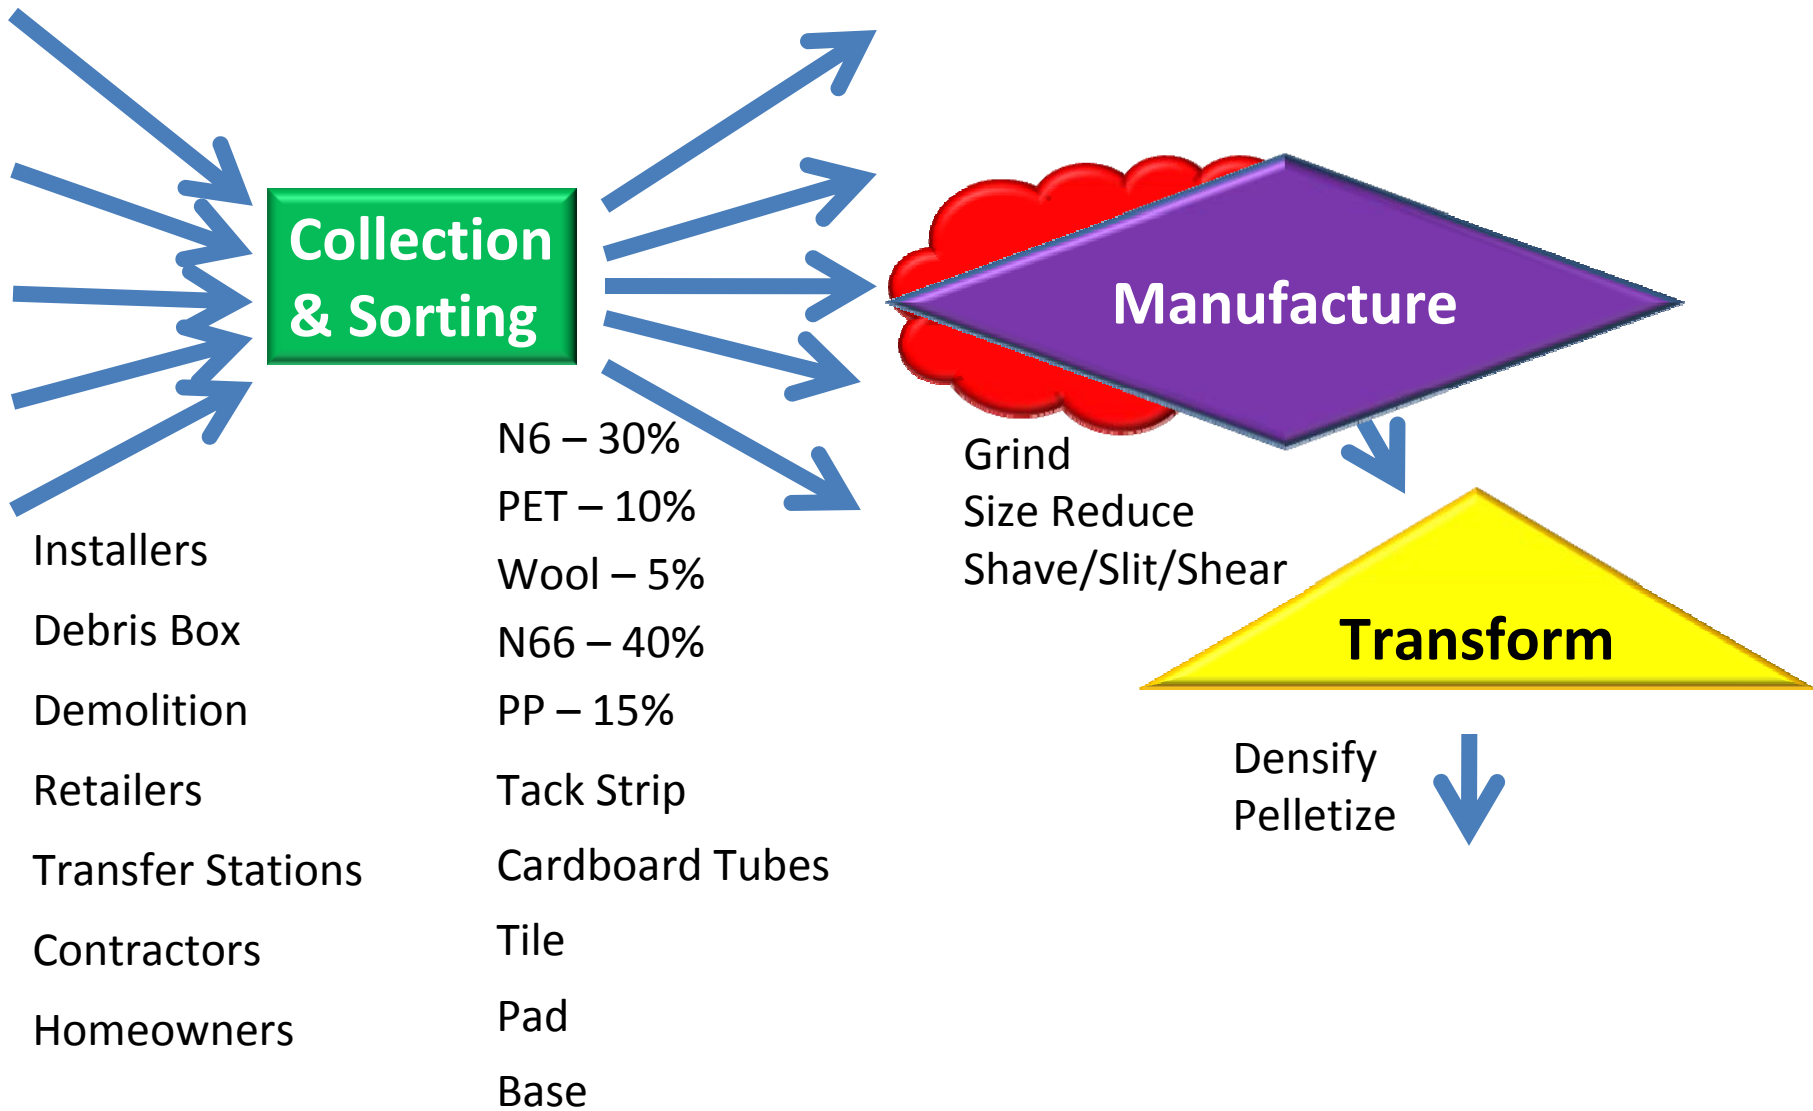 Collection
& Sorting
Manufacture
N6 – 30%
PET – 10%
Wool – 5%
N66 – 40%
PP – 15%
Tack Strip
Cardboard Tubes
Tile
Pad
Base
Installers
Debris Box
Demolition
Retailers
Transfer Stations
Contractors
Homeowners
Grind
Size Reduce
Shave/Slit/Shear
Transform
Densify
Pelletize